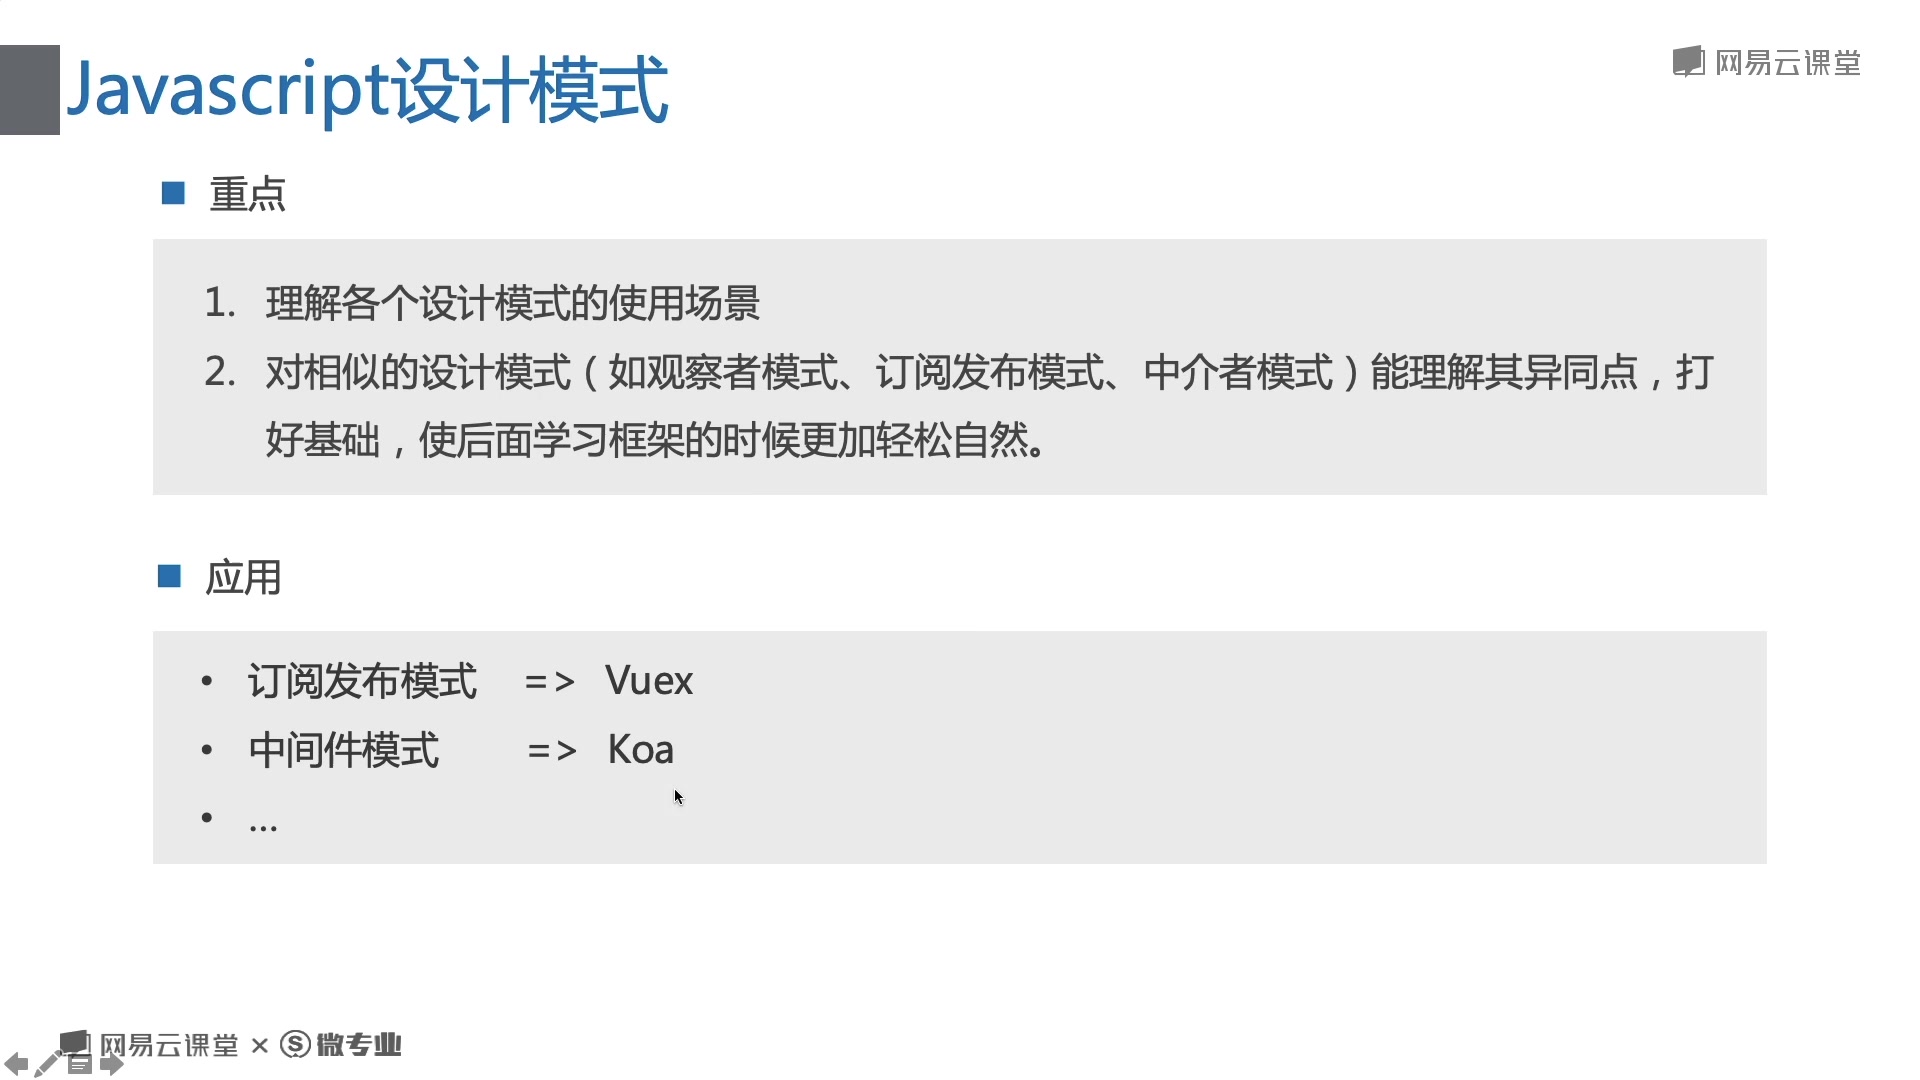 Javascript设计模式
网易云课堂
重点
1. 理解各个设计模式的使用场景
2. 对相似的设计模式（如观察者模式、订阅发布模式、中介者模式）能理解其异同点，打
好基础，使后面学习框架的时候更加轻松自然。
应用
• 订阅发布模式 => Vuex
• 中间件模式 => Koa
• ...
网易云课堂 × Ⓢ微专业